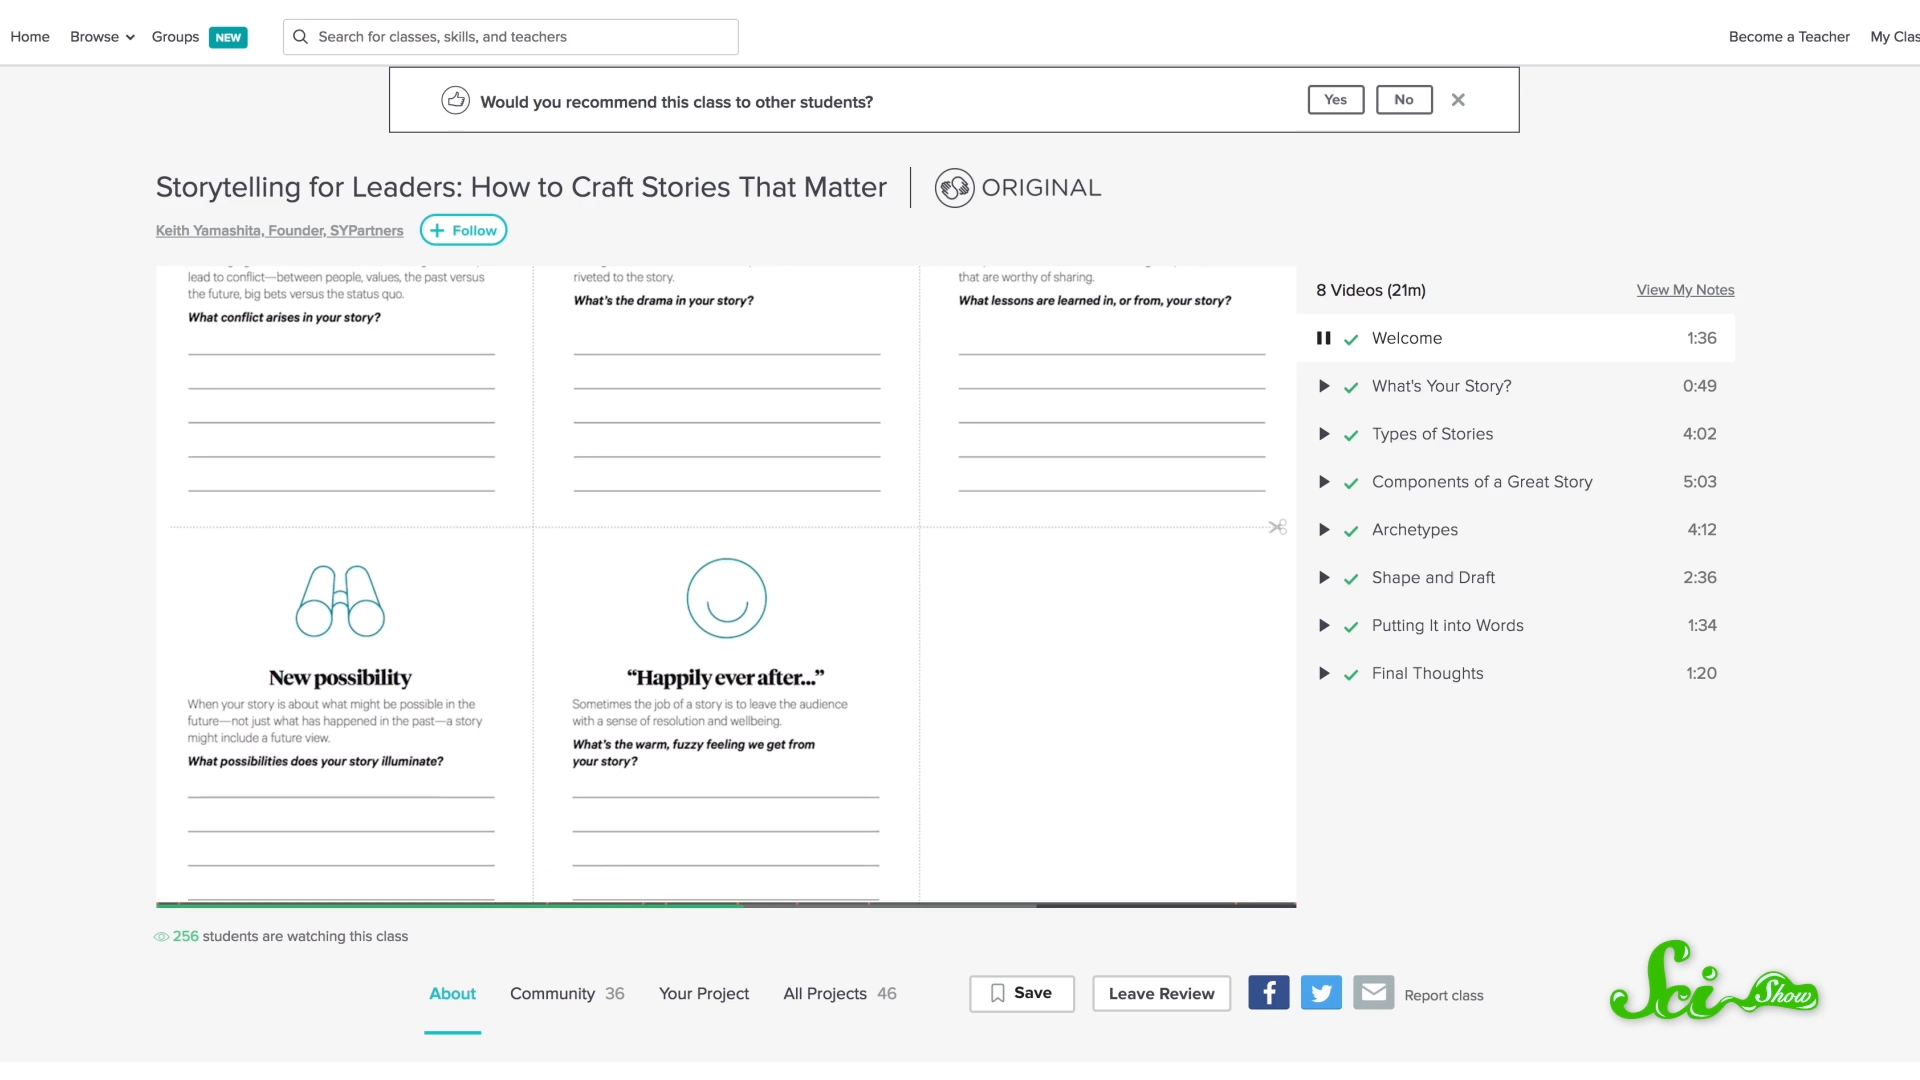 Home Browse Groups NEW Search for classes, skills, and teachers Become a Teacher My Clas
Would you recommend this class to other students? Yes No
Storytelling for Leaders: How to Craft Stories That Matter ORIGINAL
Keith Yamashita, Founder, SYPartners Follow
lead to conflict—between people, values, the past versus
the future, big bets versus the status quo.
What conflict arises in your story?
riveted to the story.
What's the drama in your story?
that are worthy of sharing.
What lessons are learned in, or from, your story?
New possibility
When your story is about what might be possible in the
future—not just what has happened in the past—a story
might include a future view.
What possibilities does your story illuminate?
“Happily ever after...”
Sometimes the job of a story is to leave the audience
with a sense of resolution and wellbeing.
What's the warm, fuzzy feeling we get from
your story?
8 Videos (21m) View My Notes
Welcome 1:36
What's Your Story? 0:49
Types of Stories 4:02
Components of a Great Story 5:03
Archetypes 4:12
Shape and Draft 2:36
Putting It into Words 1:34
Final Thoughts 1:20
256 students are watching this class
About Community 36 Your Project All Projects 46 Save Leave Review Report class
Sci Show